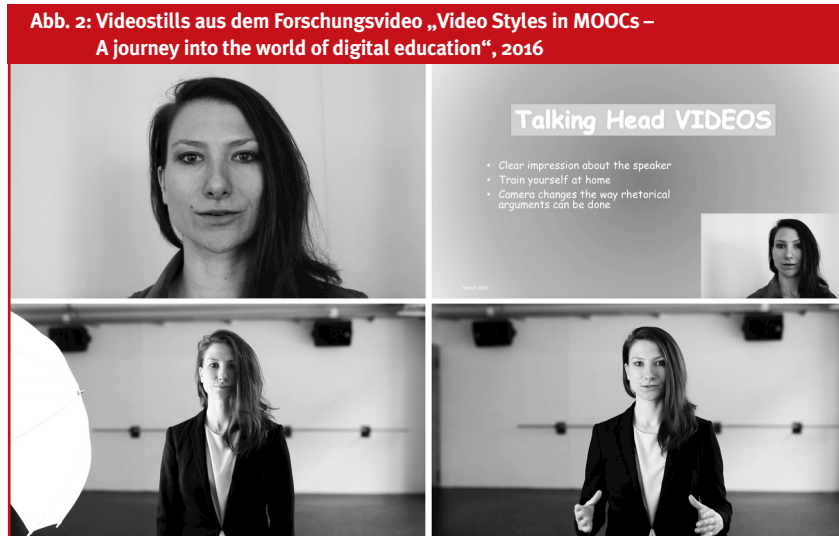 Abb. 2: Videostills aus dem Forschungsvideo „Video Styles in MOOCs –
A journey into the world of digital education“, 2016
Talking Head VIDEOS
• Clear impression about the speaker
• Train yourself at home
• Camera changes the way rhetorical
arguments can be done
March 2016